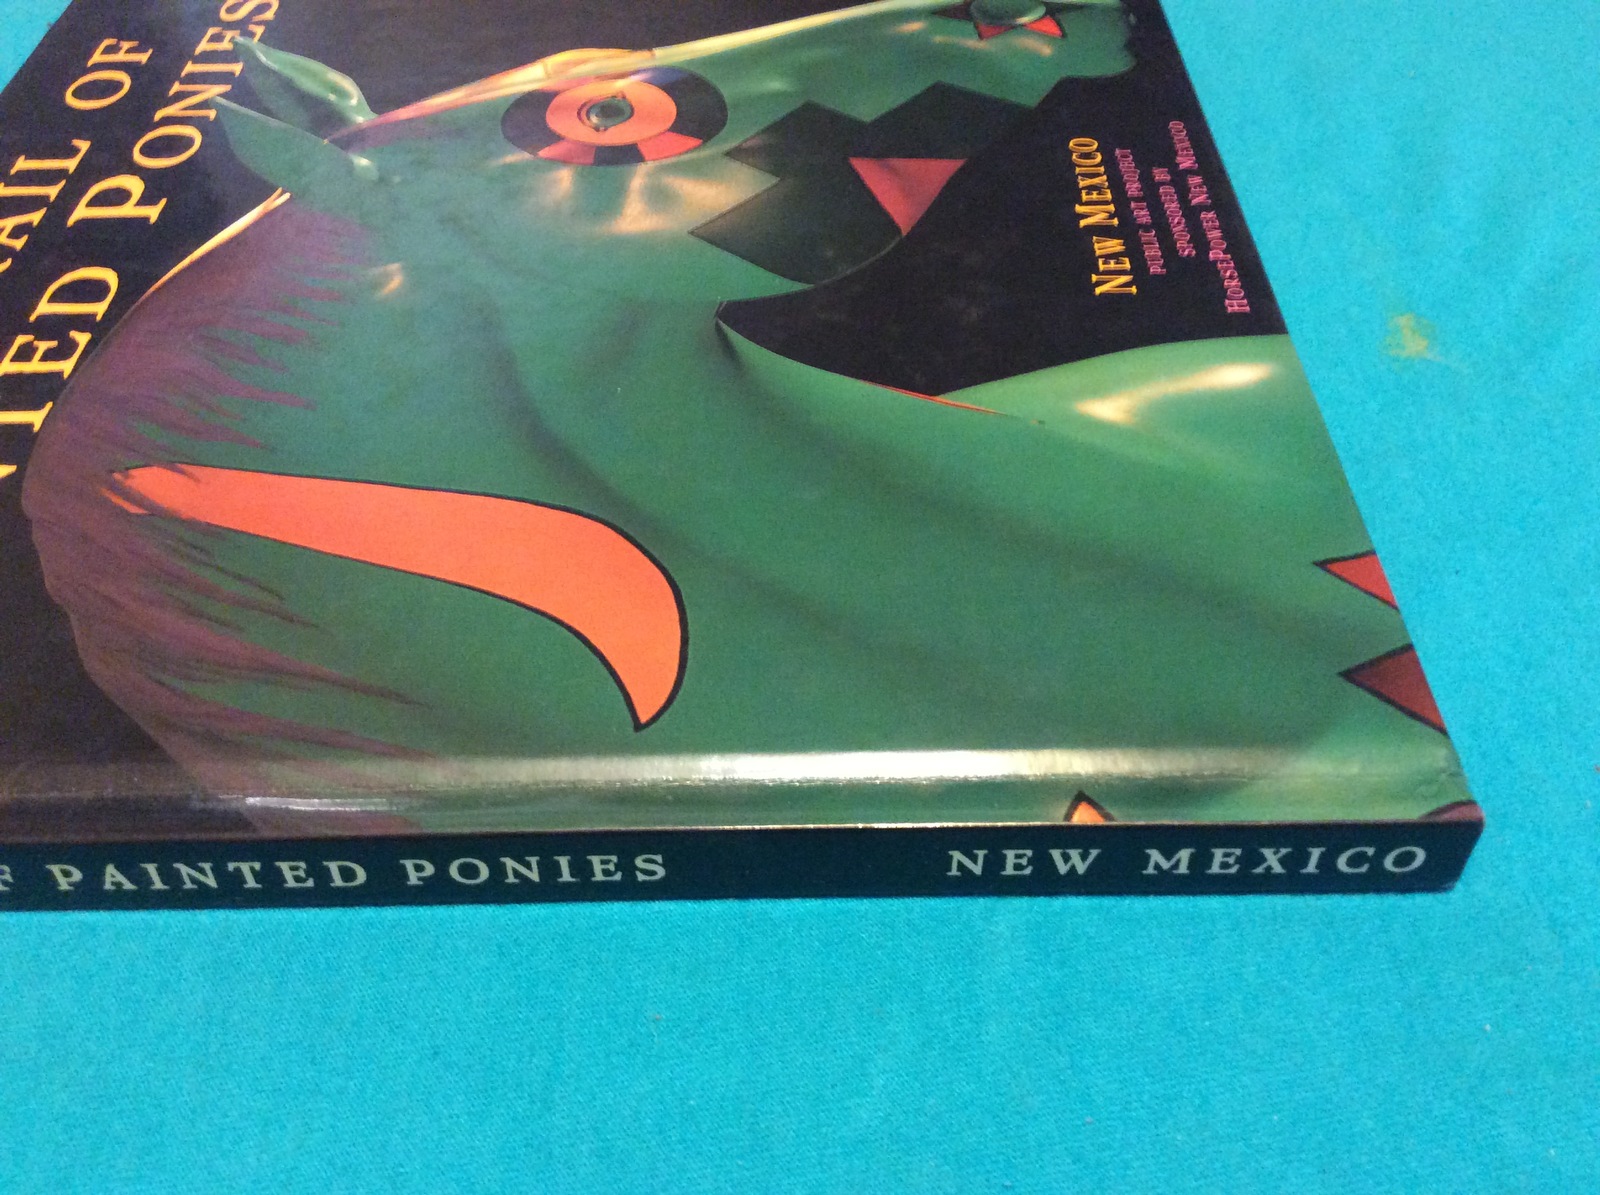 AIL OF
TED PONIES
NEW MEXICO
PUBLIC ART PROJECT
SPONSORED BY
HORSEPOWER NEW MEXICO
F PAINTED PONIES NEW MEXICO